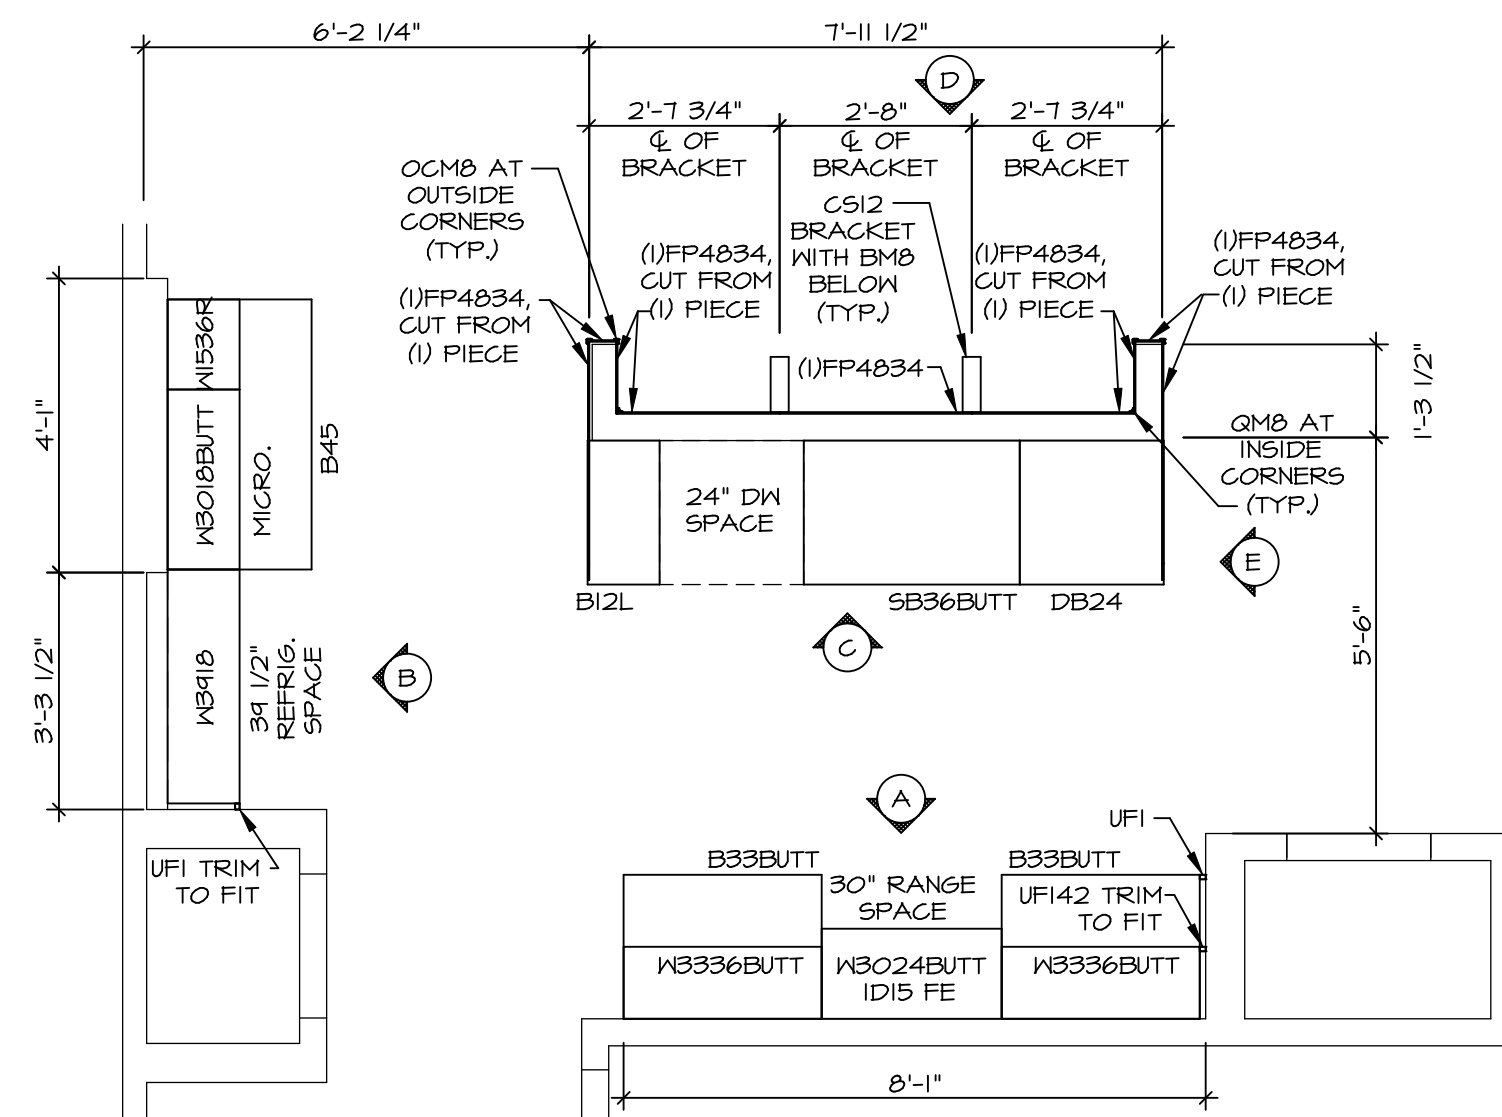 6'-2 1/4"
7'-11 1/2"
D
2'-7 3/4"
2'-8"
2'-7 3/4"
℄ OF
BRACKET
℄ OF
BRACKET
℄ OF
BRACKET
OCM8 AT
OUTSIDE
CORNERS
(TYP.)
CS12
BRACKET
WITH BM8
BELOW
(TYP.)
(1)FP4834,
CUT FROM
(1) PIECE
(1)FP4834,
CUT FROM
(1) PIECE
(1)FP4834,
CUT FROM
(1) PIECE
(1)FP4834,
CUT FROM
(1) PIECE
(1)FP4834
1'-3 1/2"
QM8 AT
INSIDE
CORNERS
(TYP.)
4'-1"
W1536R
W3018BUTT
MICRO.
B45
24" DW
SPACE
E
B12L
SB36BUTT
DB24
C
5'-6"
3'-3 1/2"
W3918
39 1/2"
REFRIG.
SPACE
B
A
UF1
UF1 TRIM
TO FIT
B33BUTT
B33BUTT
30" RANGE
SPACE
UF142 TRIM
TO FIT
W3336BUTT
W3024BUTT
1D15 FE
W3336BUTT
8'-1"